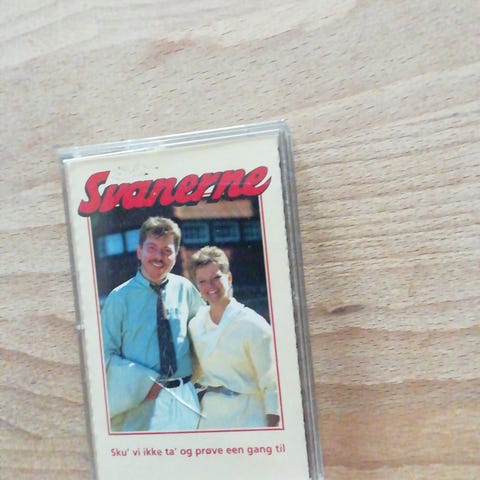 Svanerne
Sku' vi ikke ta' og prøve een gang til